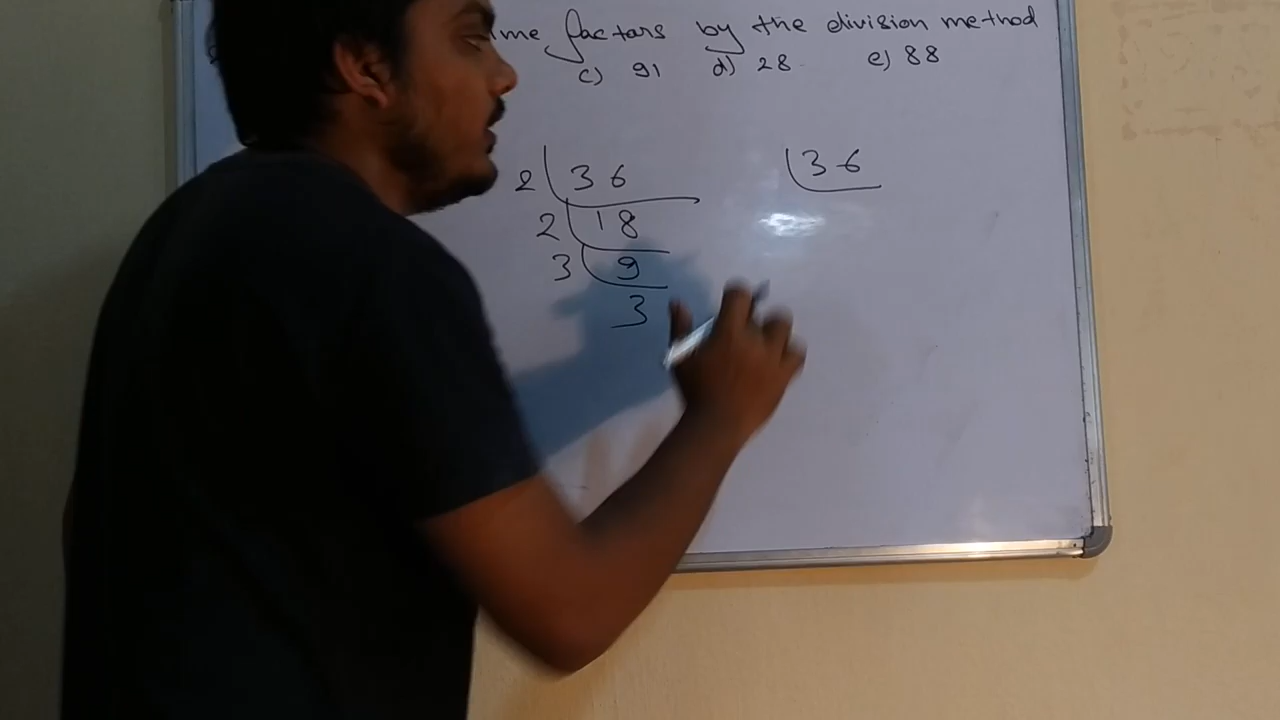 me factors by the division method
c) 91 d) 28 e) 88
2 36 36
2 18
3 9
3